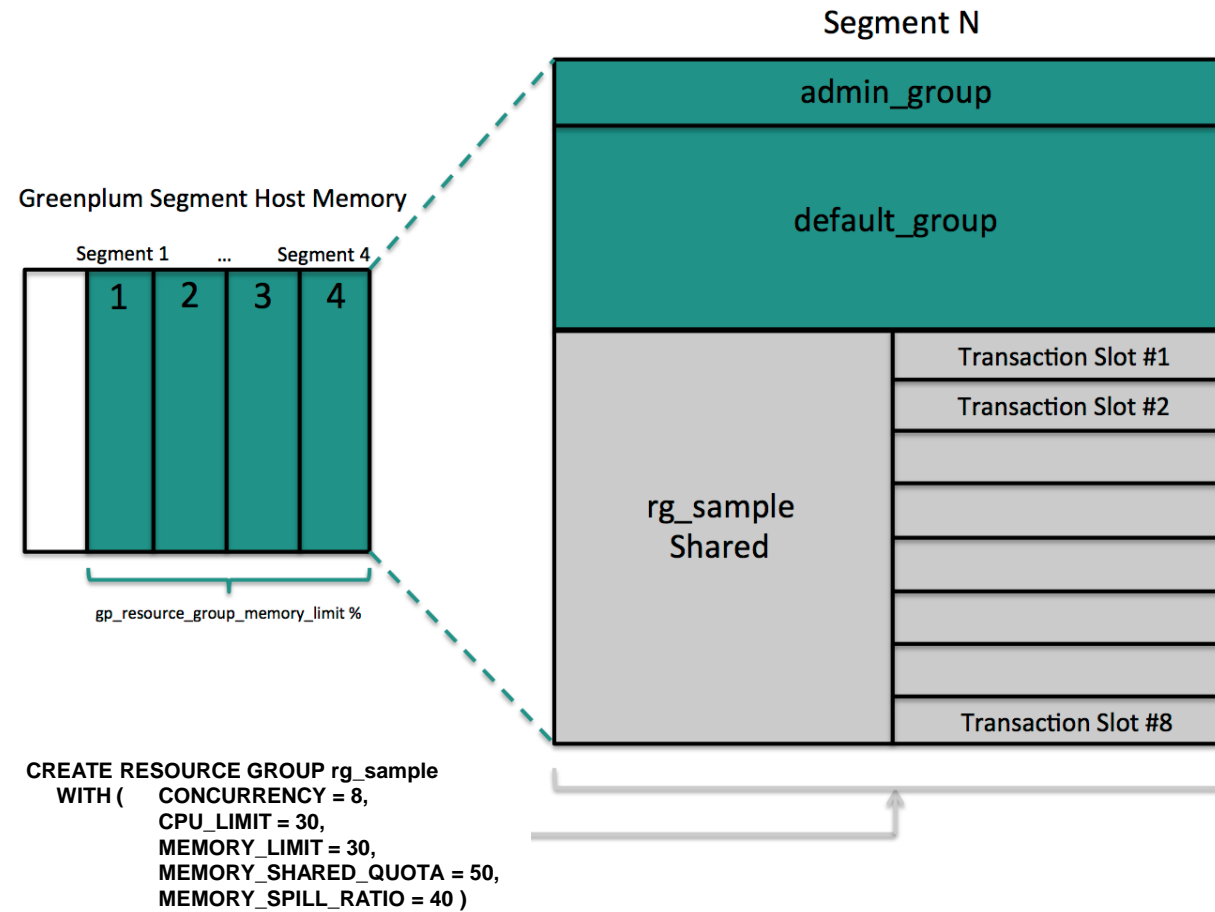 Segment N
admin_group
default_group
Greenplum Segment Host Memory
Segment 1 ... Segment 4
1 2 3 4
gp_resource_group_memory_limit %
rg_sample
Shared
Transaction Slot #1
Transaction Slot #2
Transaction Slot #8
CREATE RESOURCE GROUP rg_sample
WITH ( CONCURRENCY = 8,
CPU_LIMIT = 30,
MEMORY_LIMIT = 30,
MEMORY_SHARED_QUOTA = 50,
MEMORY_SPILL_RATIO = 40 )